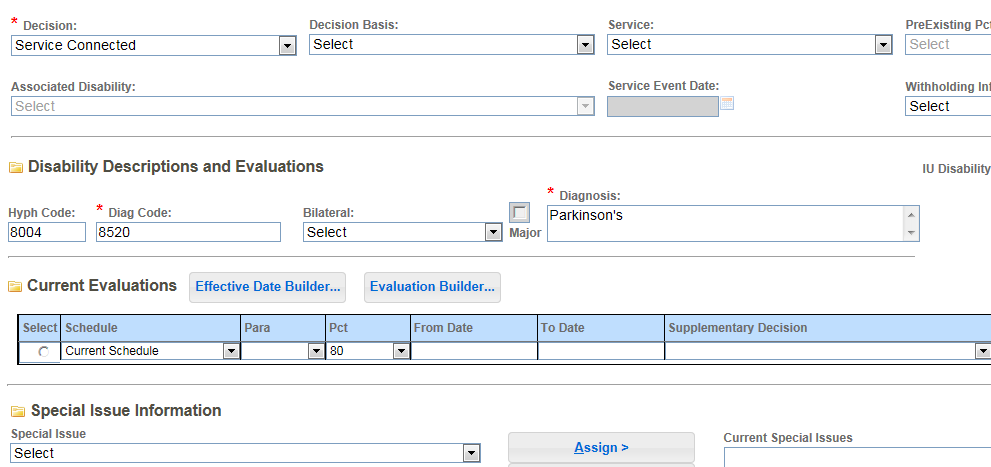 * Decision: Decision Basis: Service: PreExisting Pct
Service Connected Select Select Select
Associated Disability: Service Event Date: Withholding Inf
Select Select
Disability Descriptions and Evaluations IU Disability
Hyph Code: * Diag Code: Bilateral: * Diagnosis:
8004 8520 Select Major Parkinson's
Current Evaluations Effective Date Builder... Evaluation Builder...
Select Schedule Para Pct From Date To Date Supplementary Decision
Current Schedule 80
Special Issue Information
Special Issue Assign > Current Special Issues
Select